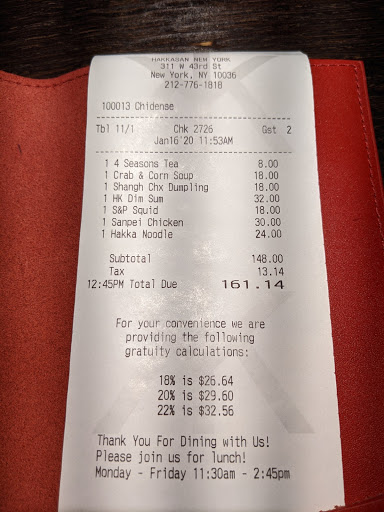 HAKKASAN NEW YORK
311 W 43rd St
New York, NY 10036
212-776-1818
100013 Chidense
Tbl 11/1 Chk 2726 Gst 2
Jan16'20 11:53AM
1 4 Seasons Tea 8.00
1 Crab & Corn Soup 18.00
1 Shangh Chx Dumpling 18.00
1 HK Dim Sum 32.00
1 S&P Squid 18.00
1 Sanpei Chicken 30.00
1 Hakka Noodle 24.00
Subtotal 148.00
Tax 13.14
12:45PM Total Due 161.14
For your convenience we are
providing the following
gratuity calculations:
18% is $26.64
20% is $29.60
22% is $32.56
Thank You For Dining with Us!
Please join us for lunch!
Monday - Friday 11:30am - 2:45pm